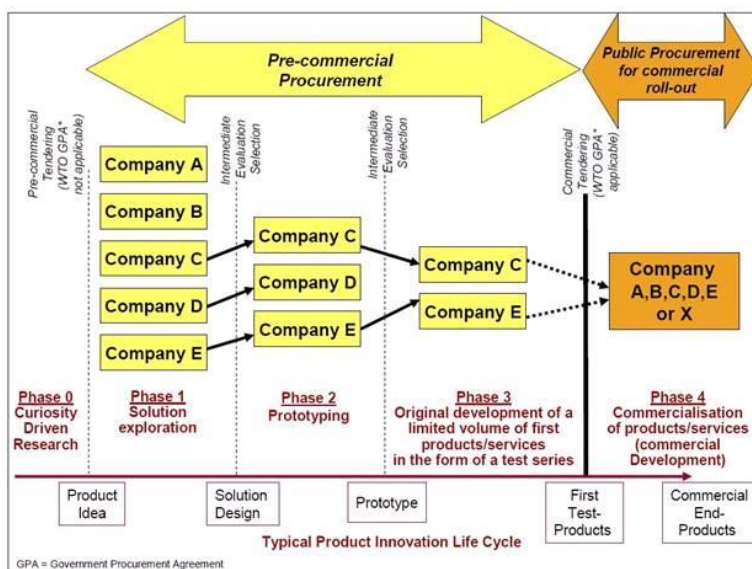 Pre-commercial
Procurement
Public Procurement
for commercial
roll-out
Pre-commercial
Tendering
(WTO GPA*
not applicable)
Intermediate
Evaluation
Selection
Intermediate
Evaluation
Selection
Commercial
Tendering
(WTO GPA*
applicable)
Company A
Company B
Company C
Company D
Company E
Company C
Company D
Company E
Company C
Company E
Company
A,B,C,D,E
or X
Phase 0
Curiosity
Driven
Research
Phase 1
Solution
exploration
Phase 2
Prototyping
Phase 3
Original development of a
limited volume of first
products/services
in the form of a test series
Phase 4
Commercialisation
of products/services
(commercial
Development)
Product
Idea
Solution
Design
Prototype
First
Test-
Products
Commercial
End-
Products
Typical Product Innovation Life Cycle
GPA = Government Procurement Agreement